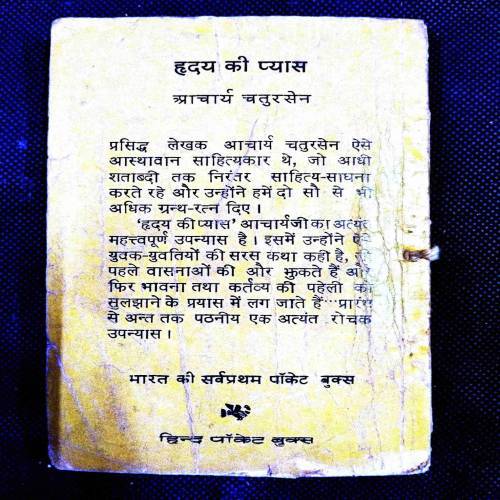 हृदय की प्यास
आचार्य चतुरसेन
प्रसिद्ध लेखक आचार्य चतुरसेन ऐसे
आस्थावान साहित्यकार थे, जो आधी
शताब्दी तक निरंतर साहित्य-साधना
करते रहे और उन्होंने हमें दो सौ से भी
अधिक ग्रन्थ-रत्न दिए ।
'हृदय की प्यास' आचार्यजी का अत्यंत
महत्त्वपूर्ण उपन्यास है । इसमें उन्होंने ऐसे
युवक-युवतियों की सरस कथा कही है, जो
पहले वासनाओं की ओर झुकते हैं और
फिर भावना तथा कर्तव्य की पहेली को
सुलझाने के प्रयास में लग जाते हैं...प्रारंभ
से अन्त तक पठनीय एक अत्यंत रोचक
उपन्यास ।
भारत की सर्वप्रथम पॉकेट बुक्स
हिन्द पॉकेट बुक्स